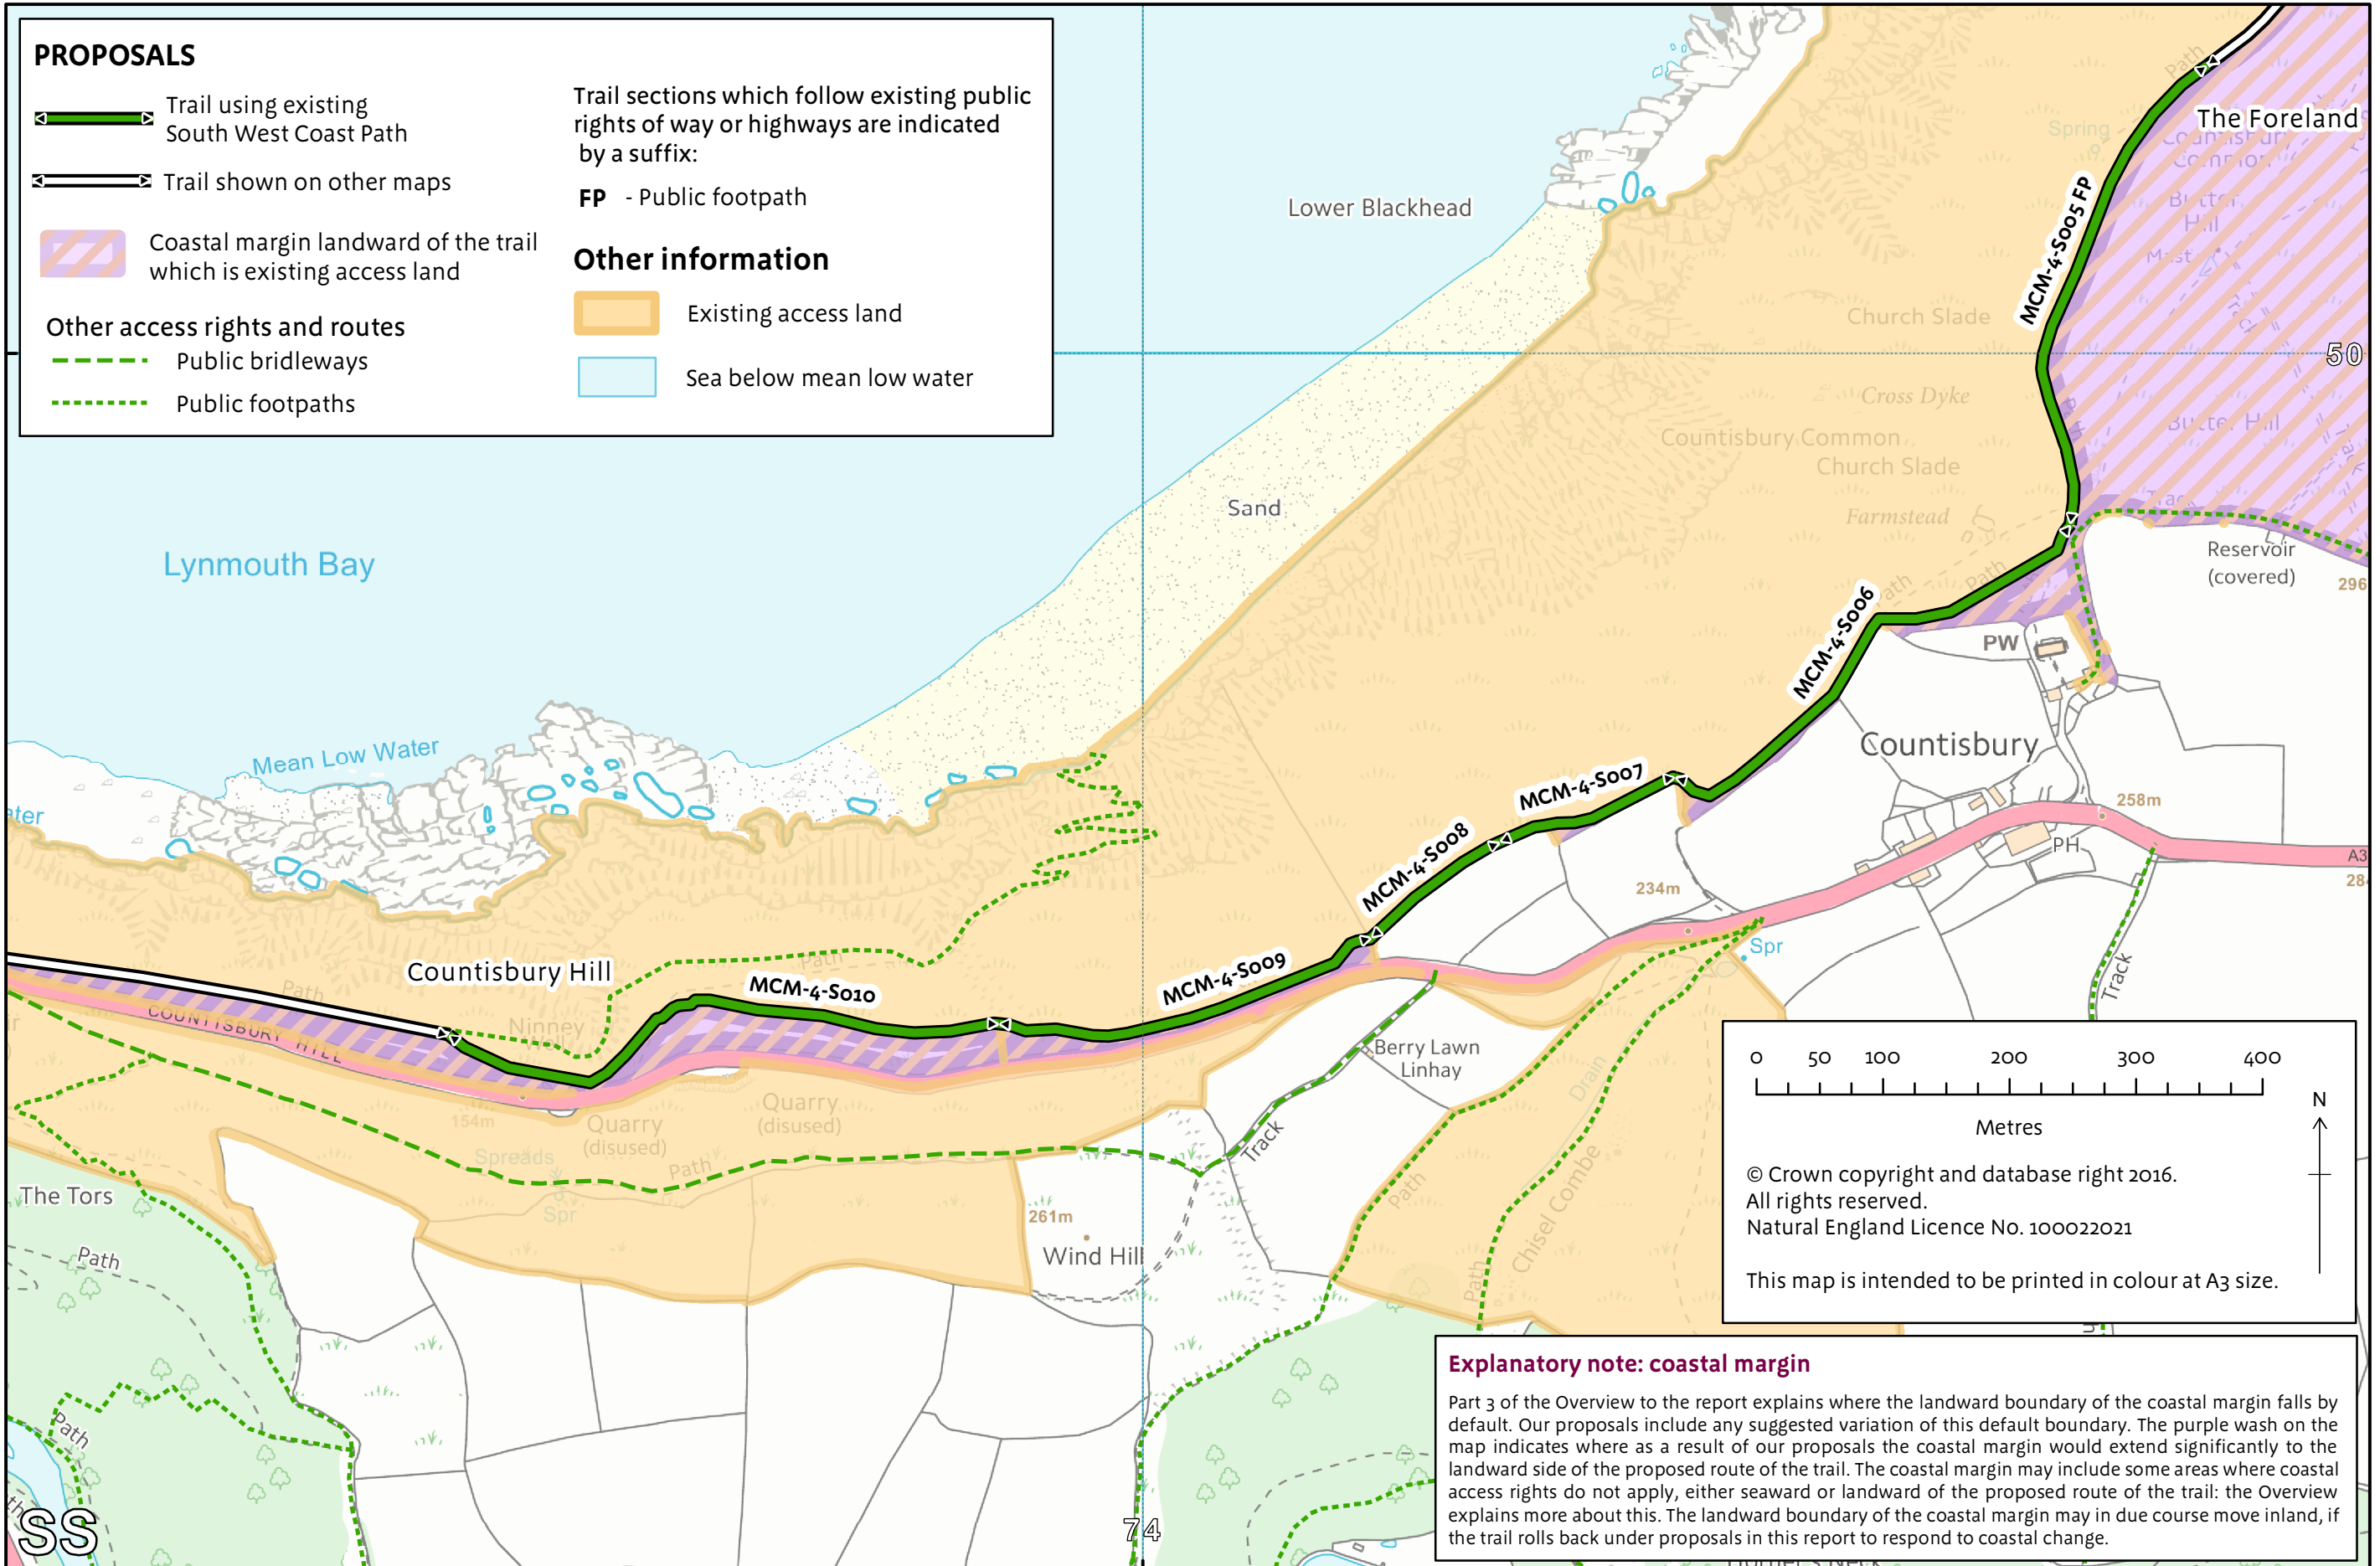 PROPOSALS
Trail using existing
South West Coast Path
Trail shown on other maps
Coastal margin landward of the trail
which is existing access land
Other access rights and routes
Public bridleways
Public footpaths
Trail sections which follow existing public
rights of way or highways are indicated
by a suffix:
FP - Public footpath
Other information
Existing access land
Sea below mean low water
Path
The Foreland
Spring
Countisbury
Common
Butter
Hill
Mast
Track
MCM-4-S005 FP
Lower Blackhead
Church Slade
50
Cross Dyke
Butter Hill
Countisbury Common
Church Slade
Track
Farmstead
Sand
Lynmouth Bay
Reservoir
(covered)
296
Path
Path
MCM-4-S006
PW
Countisbury
Mean Low Water
MCM-4-S007
258m
PH
A3
MCM-4-S008
234m
Spr
Track
Path
MCM-4-S009
Countisbury Hill
MCM-4-S010
Path
COUNTISBURY HILL
Ninney
Well
Berry Lawn
Linhay
Drain
154m
Quarry
(disused)
Quarry
(disused)
Track
Spreads
Path
Spr
The Tors
Path
261m
Wind Hill
Path
Chisel Combe
Path
Path
SS
74
0 50 100 200 300 400
Metres
N
© Crown copyright and database right 2016.
All rights reserved.
Natural England Licence No. 100022021
This map is intended to be printed in colour at A3 size.
Explanatory note: coastal margin
Part 3 of the Overview to the report explains where the landward boundary of the coastal margin falls by
default. Our proposals include any suggested variation of this default boundary. The purple wash on the
map indicates where as a result of our proposals the coastal margin would extend significantly to the
landward side of the proposed route of the trail. The coastal margin may include some areas where coastal
access rights do not apply, either seaward or landward of the proposed route of the trail: the Overview
explains more about this. The landward boundary of the coastal margin may in due course move inland, if
the trail rolls back under proposals in this report to respond to coastal change.